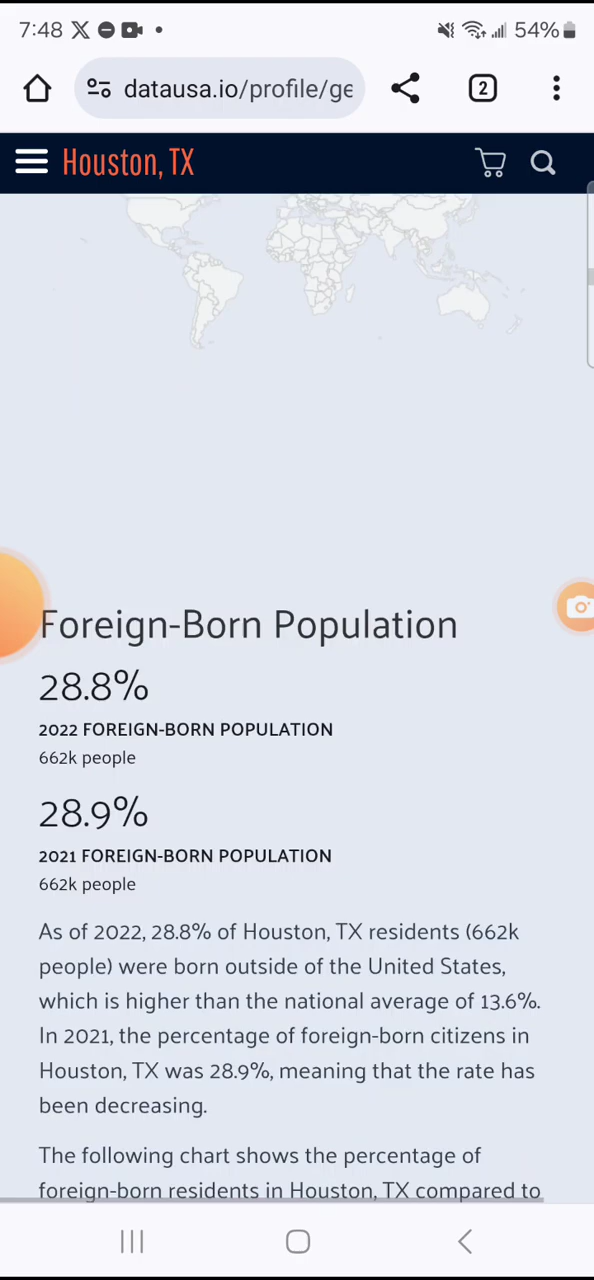 7:48
54%
datausa.io/profile/ge
2
Houston, TX
Foreign-Born Population
28.8%
2022 FOREIGN-BORN POPULATION
662k people
28.9%
2021 FOREIGN-BORN POPULATION
662k people
As of 2022, 28.8% of Houston, TX residents (662k
people) were born outside of the United States,
which is higher than the national average of 13.6%.
In 2021, the percentage of foreign-born citizens in
Houston, TX was 28.9%, meaning that the rate has
been decreasing.
The following chart shows the percentage of
foreign-born residents in Houston, TX compared to